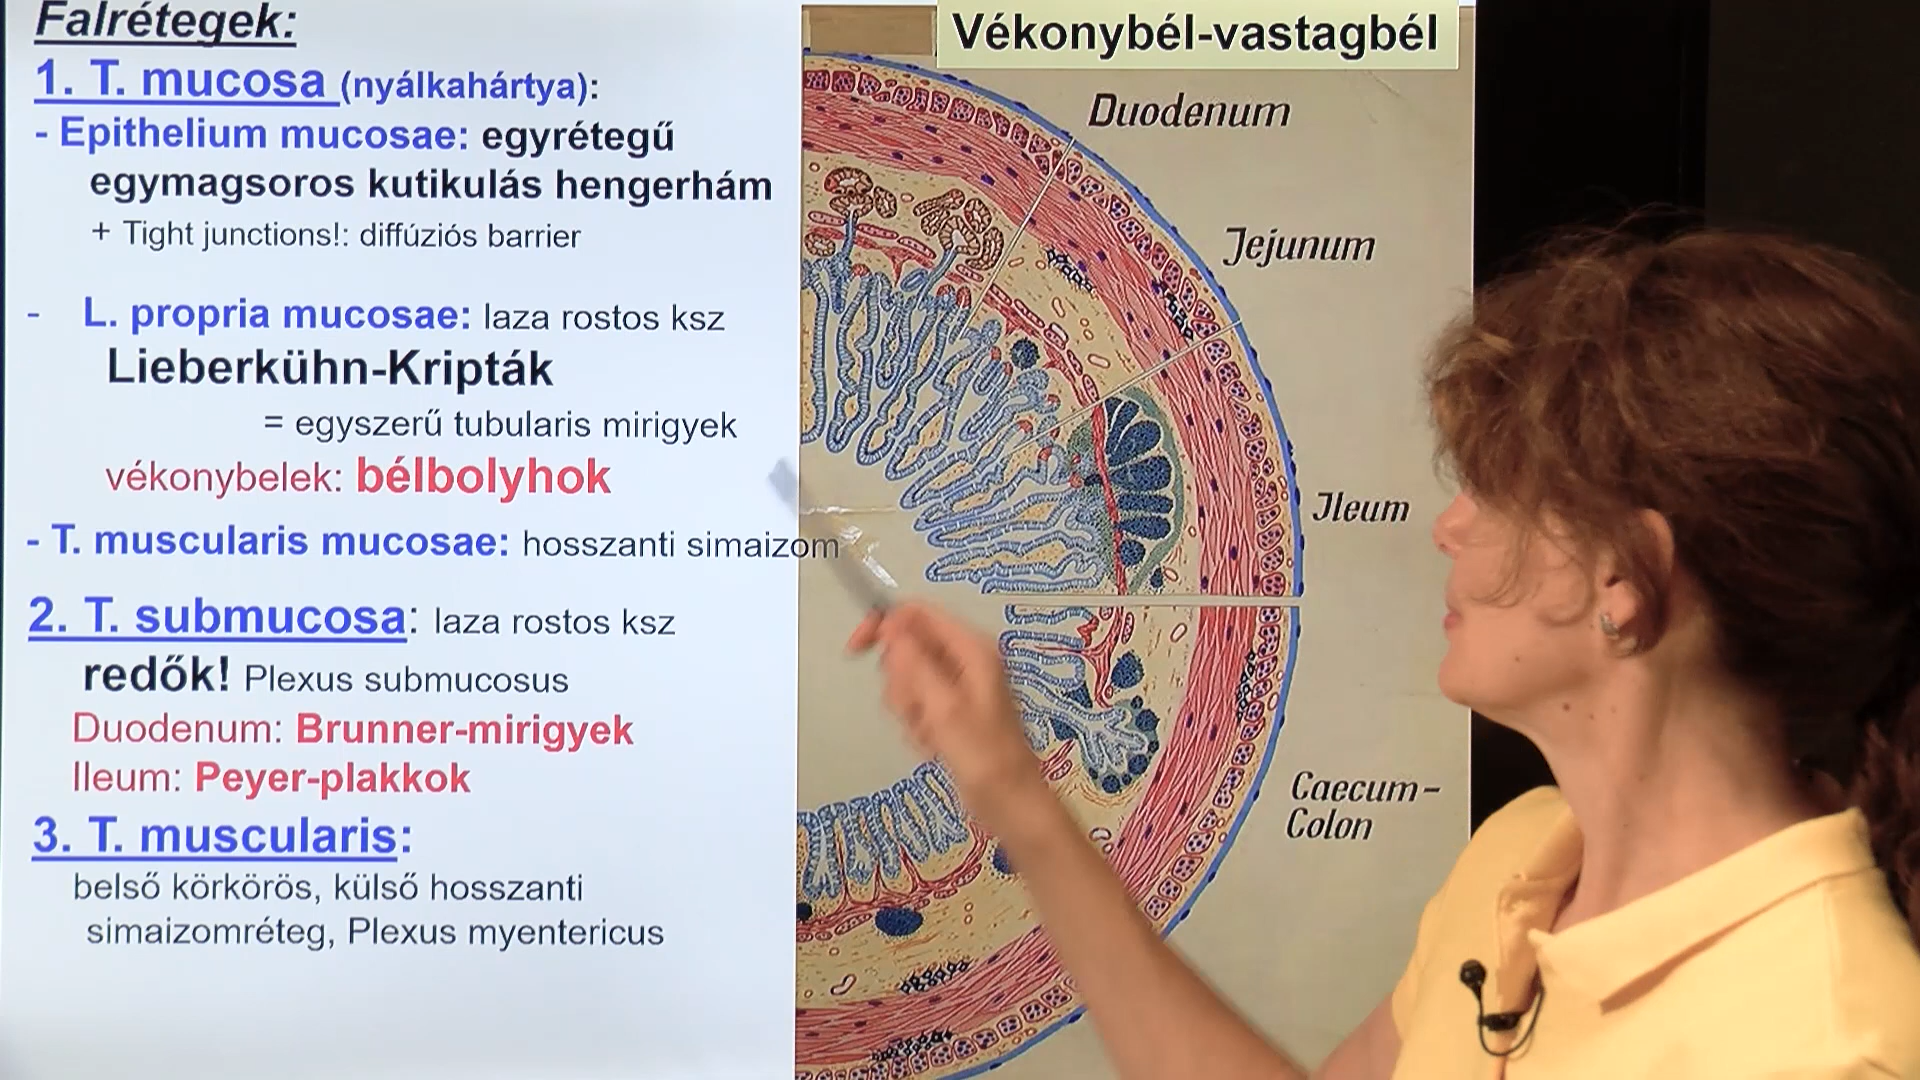 Falrétegek:
1. T. mucosa (nyálkahártya):
- Epithelium mucosae: egyrétegű
egymagsoros kutikulás hengerhám
+ Tight junctions!: diffúziós barrier
- L. propria mucosae: laza rostos ksz
Lieberkühn-Kripták
= egyszerű tubularis mirigyek
vékonybelek: bélbolyhok
- T. muscularis mucosae: hosszanti simaizom
2. T. submucosa: laza rostos ksz
redők! Plexus submucosus
Duodenum: Brunner-mirigyek
Ileum: Peyer-plakkok
3. T. muscularis:
belső körkörös, külső hosszanti
simaizomréteg, Plexus myentericus
Vékonybél-vastagbél
Duodenum
Jejunum
Ileum
Caecum-
Colon